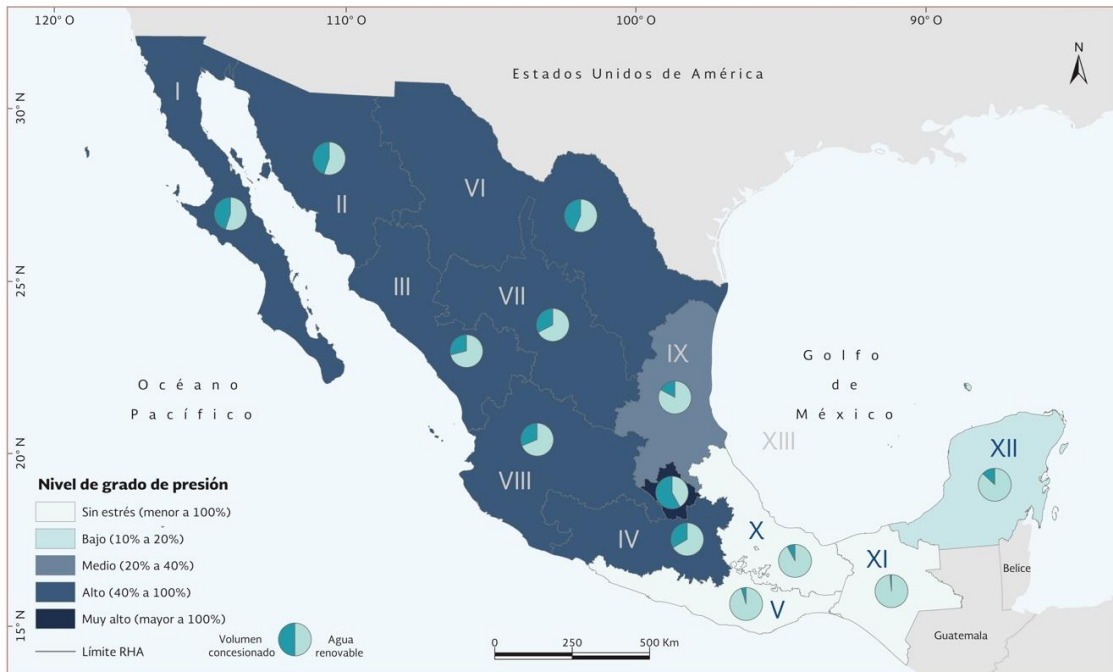 120° O
110° O
100° O
90° O
N
Estados Unidos de América
30° N
25° N
20° N
15° N
I
II
VI
III
VII
IX
Golfo
de
México
Océano
Pacífico
XIII
XII
VIII
IV
X
XI
V
Belice
Guatemala
Nivel de grado de presión
Sin estrés (menor a 100%)
Bajo (10% a 20%)
Medio (20% a 40%)
Alto (40% a 100%)
Muy alto (mayor a 100%)
Límite RHA
Volumen
concesionado
Agua
renovable
0 250 500 Km